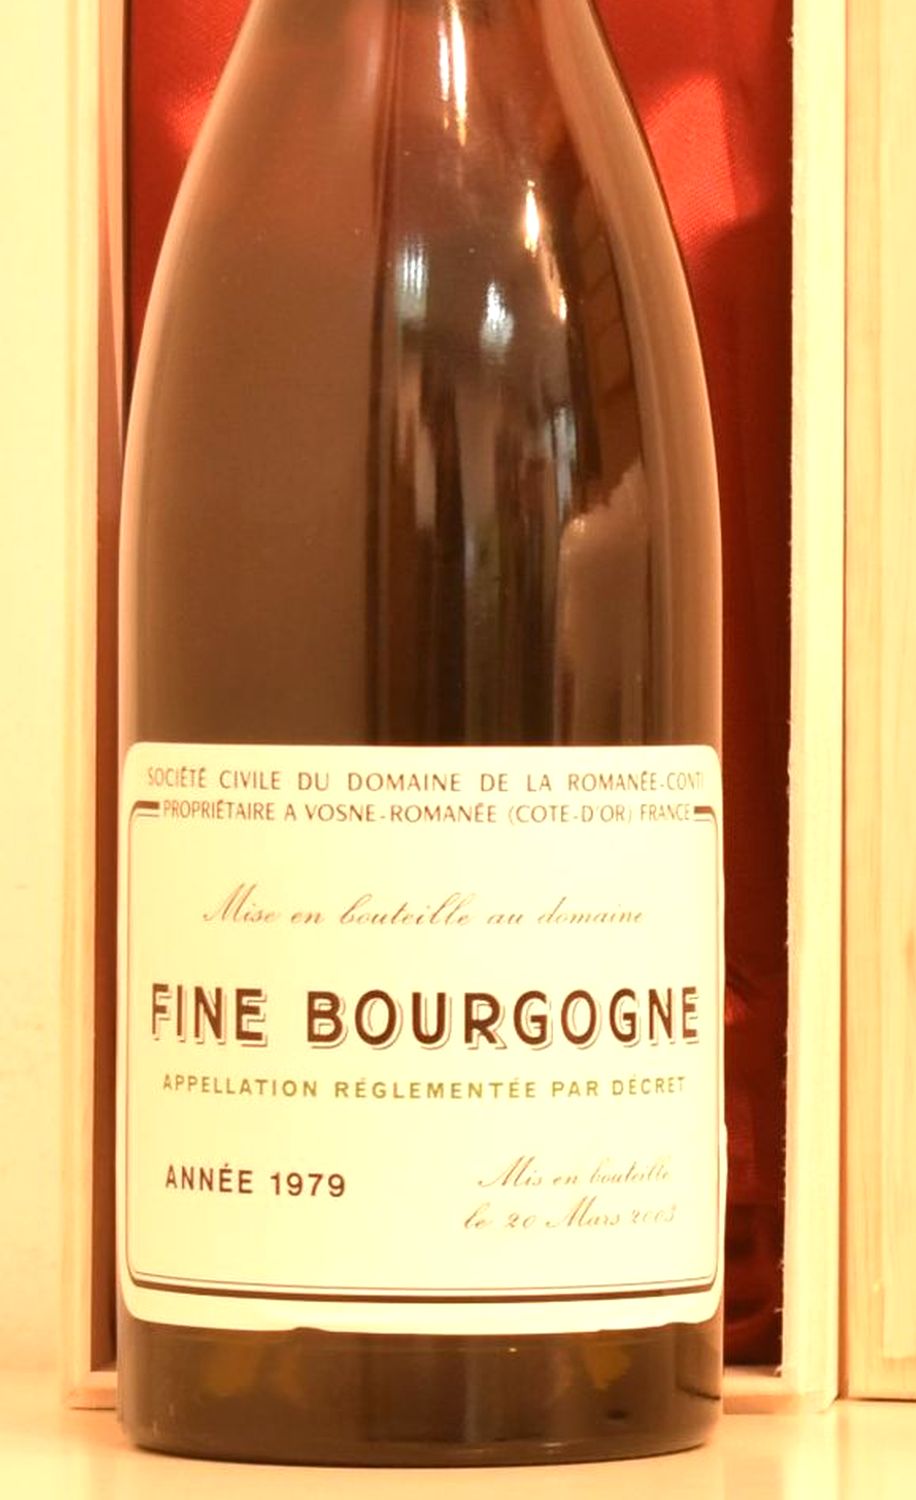 SOCIÉTÉ CIVILE DU DOMAINE DE LA ROMANÉE-CONTI
PROPRIÉTAIRE A VOSNE-ROMANÉE (COTE-D'OR) FRANCE
Mise en bouteille au domaine
FINE BOURGOGNE
APPELLATION RÉGLEMENTÉE PAR DÉCRET
ANNÉE 1979
Mis en bouteille
le 20 Mars 2003